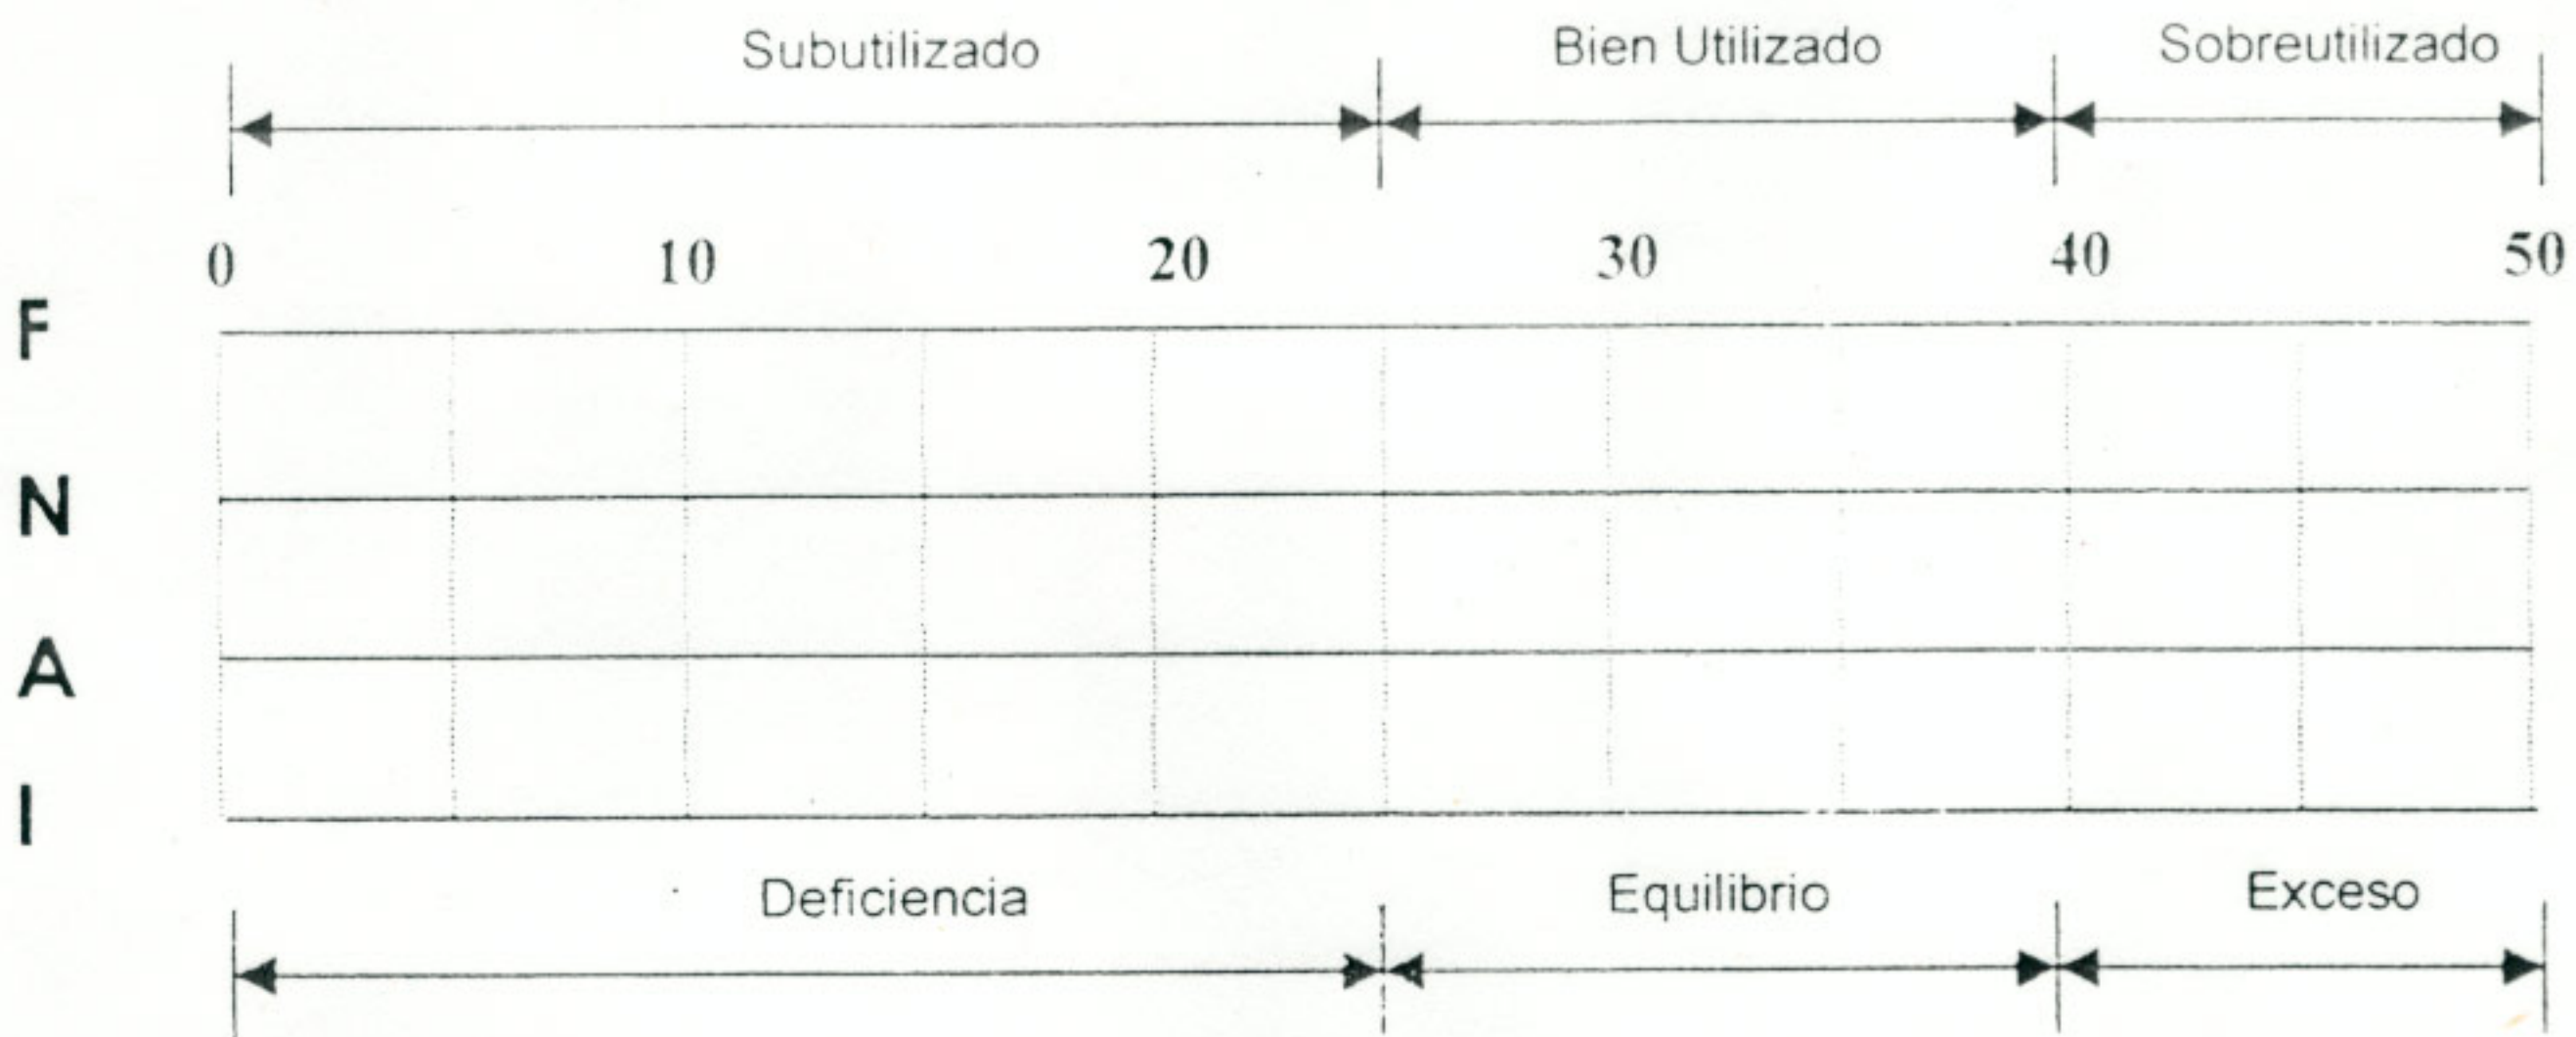 Subutilizado Bien Utilizado Sobreutilizado
0 10 20 30 40 50
F
N
A
I
Deficiencia Equilibrio Exceso